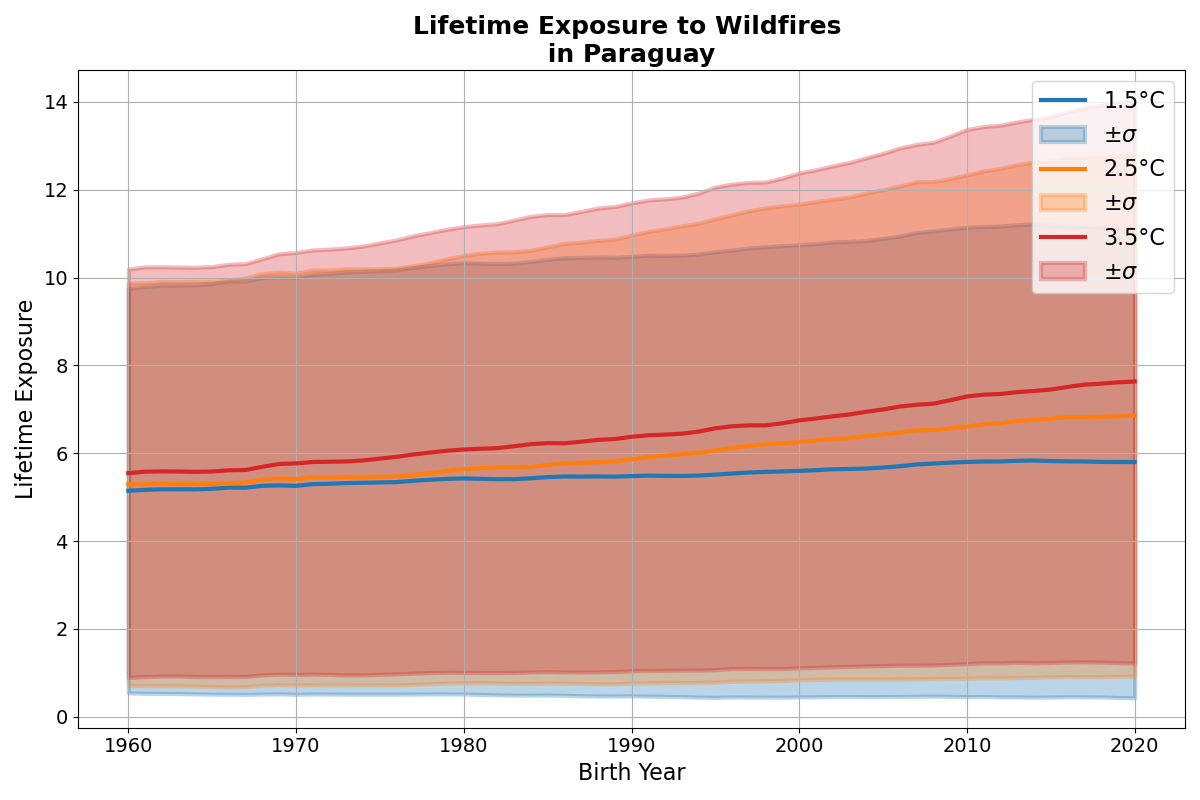 Lifetime Exposure to Wildfires
in Paraguay
Lifetime Exposure
14
12
10
8
6
4
2
0
1.5°C
±σ
2.5°C
±σ
3.5°C
±σ
1960
1970
1980
1990
2000
2010
2020
Birth Year